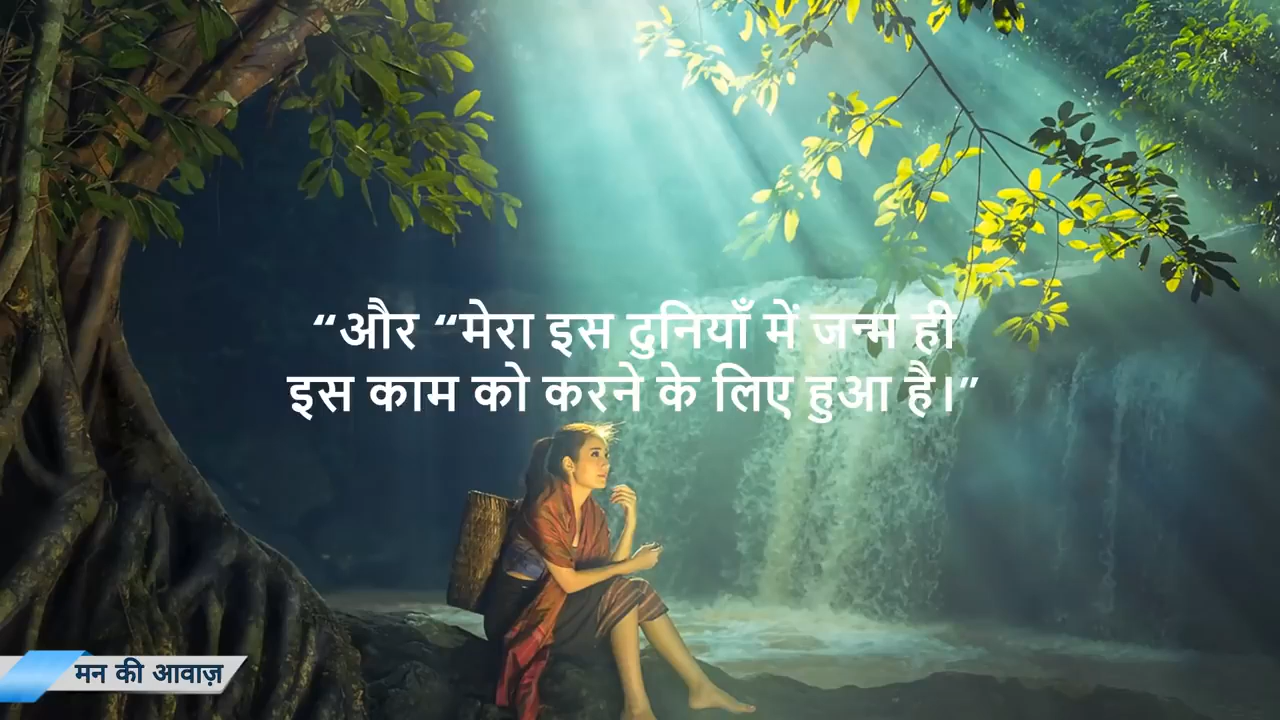 “और “मेरा इस दुनियाँ में जन्म ही
इस काम को करने के लिए हुआ है।”
मन की आवाज़